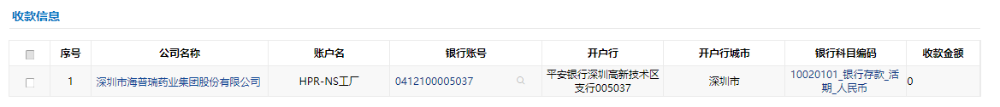 收款信息
序号 公司名称 账户名 银行账号 开户行 开户行城市 银行科目编码 收款金额
1 深圳市海普瑞药业集团股份有限公司 HPR-NS工厂 0412100005037 平安银行深圳高新技术区支行005037 深圳市 10020101_银行存款_活期_人民币 0